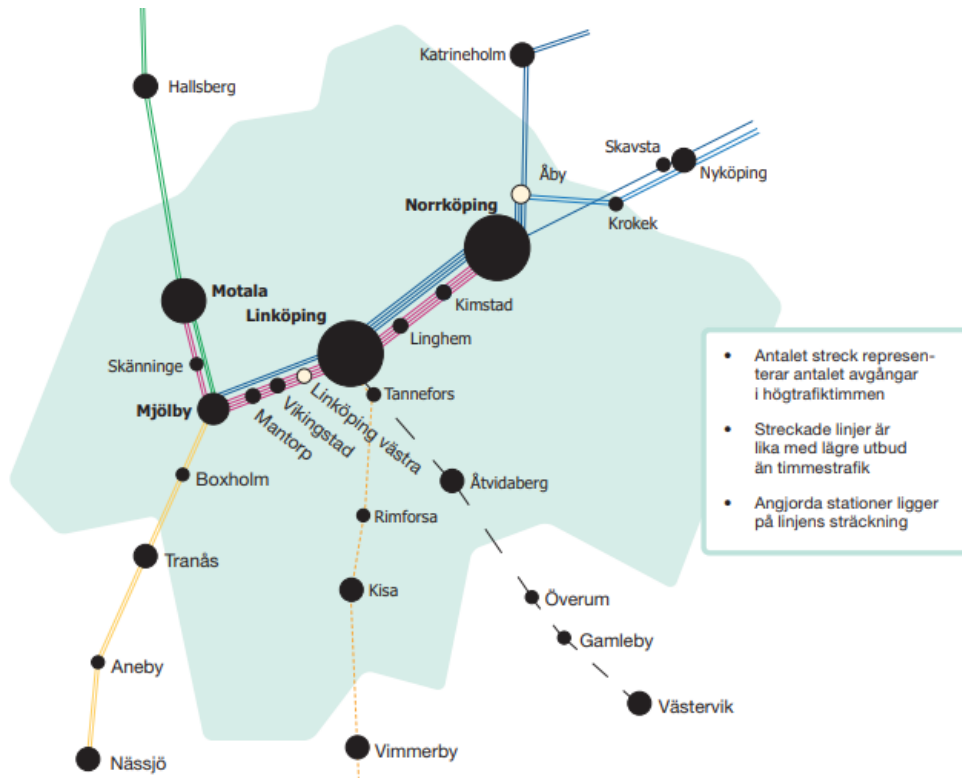 Katrineholm
Hallsberg
Skavsta
Nyköping
Åby
Krokek
Norrköping
Motala
Linköping
Kimstad
Linghem
Skänninge
Mjölby
Mantorp
Vikingstad
Linköping västra
Tannefors
Boxholm
Åtvidaberg
Rimforsa
Tranås
Kisa
Överum
Gamleby
Aneby
Västervik
Nässjö
Vimmerby
• Antalet streck represen-
terar antalet avgångar
i högtrafiktimmen
• Streckade linjer är
lika med lägre utbud
än timmestrafik
• Angjorda stationer ligger
på linjens sträckning